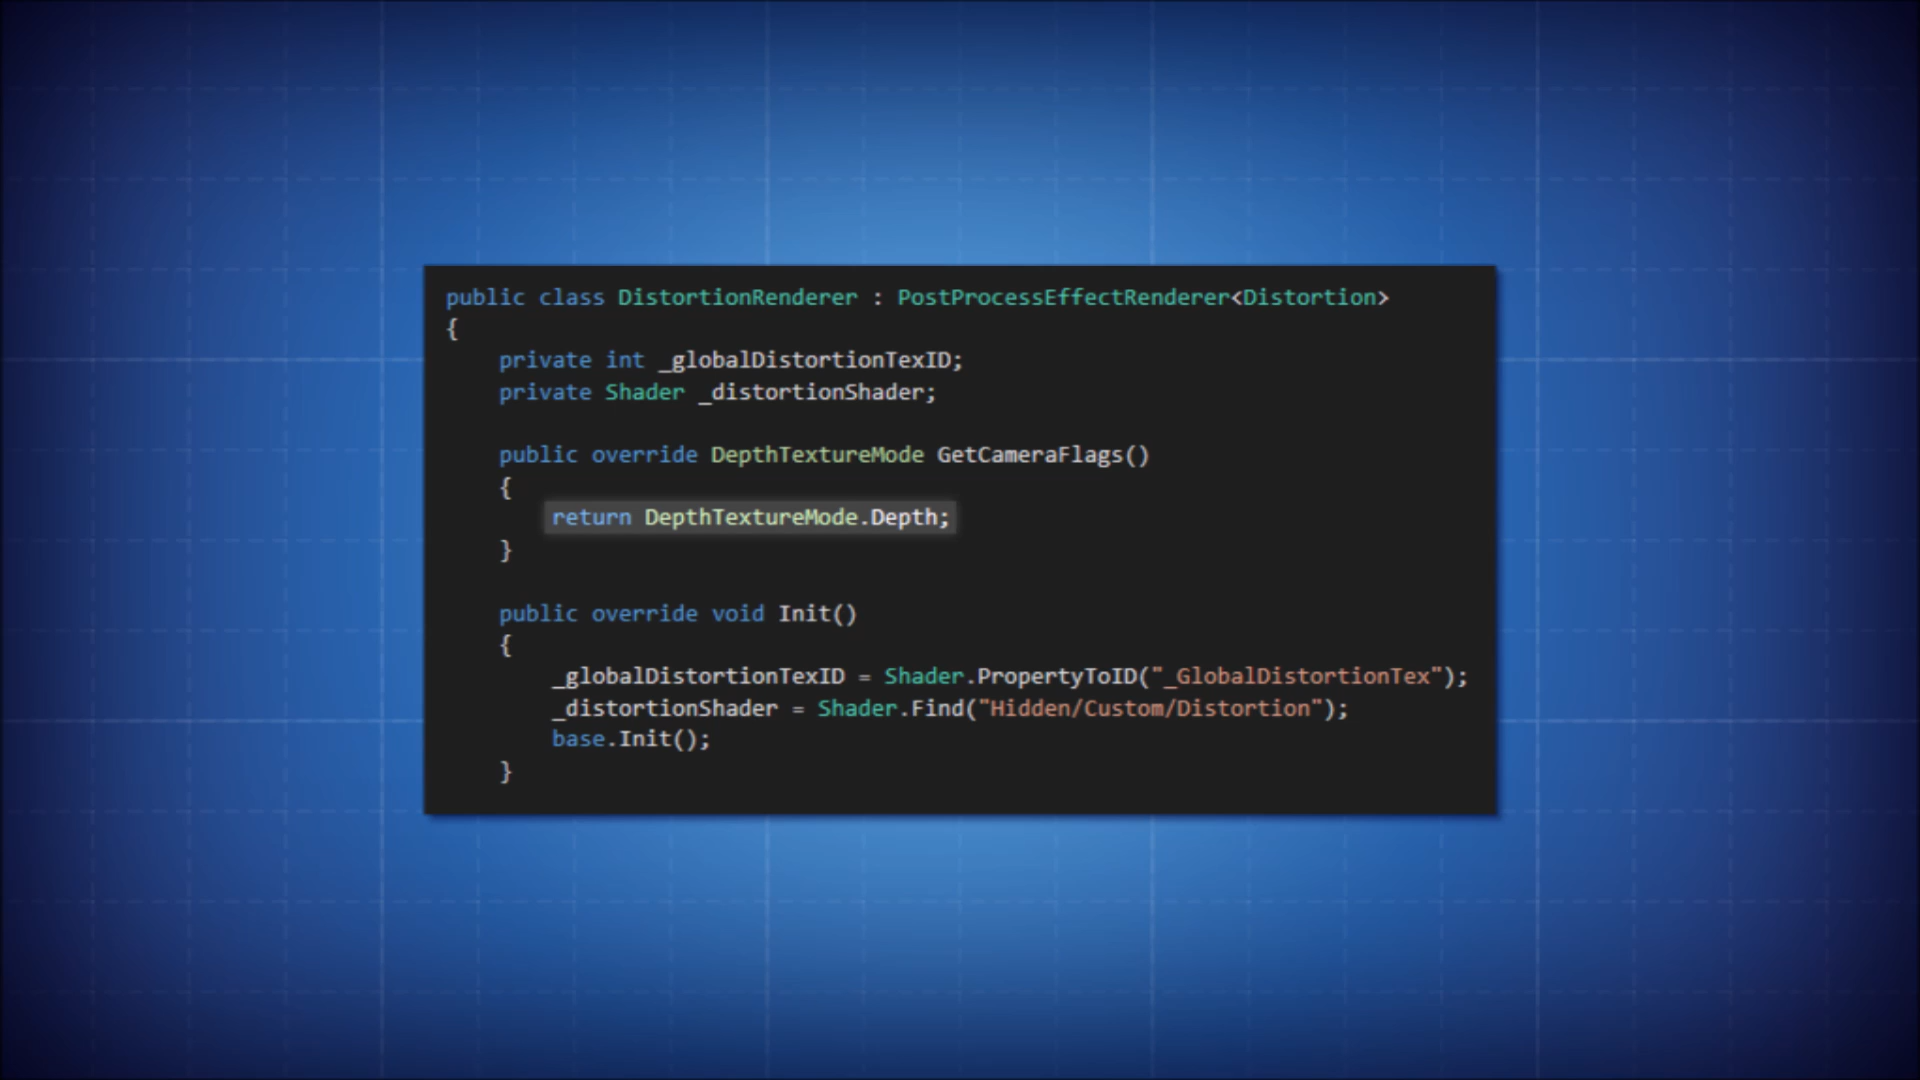 public class DistortionRenderer : PostProcessEffectRenderer<Distortion>
{
    private int _globalDistortionTexID;
    private Shader _distortionShader;

    public override DepthTextureMode GetCameraFlags()
    {
        return DepthTextureMode.Depth;
    }

    public override void Init()
    {
        _globalDistortionTexID = Shader.PropertyToID("_GlobalDistortionTex");
        _distortionShader = Shader.Find("Hidden/Custom/Distortion");
        base.Init();
    }